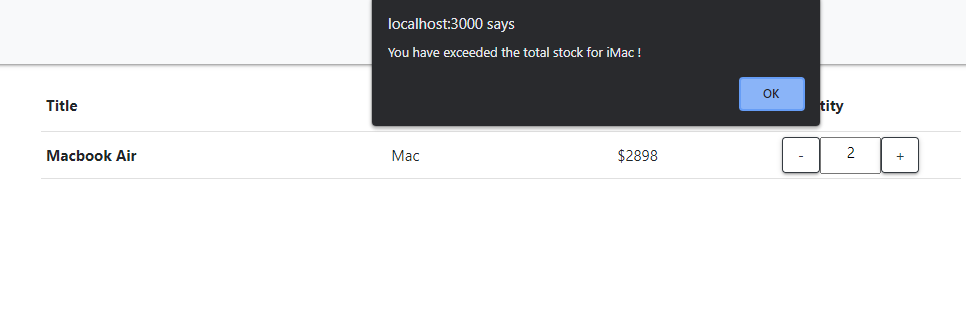 localhost:3000 says
You have exceeded the total stock for iMac !
OK
Title tity
Macbook Air Mac $2898 - 2 +